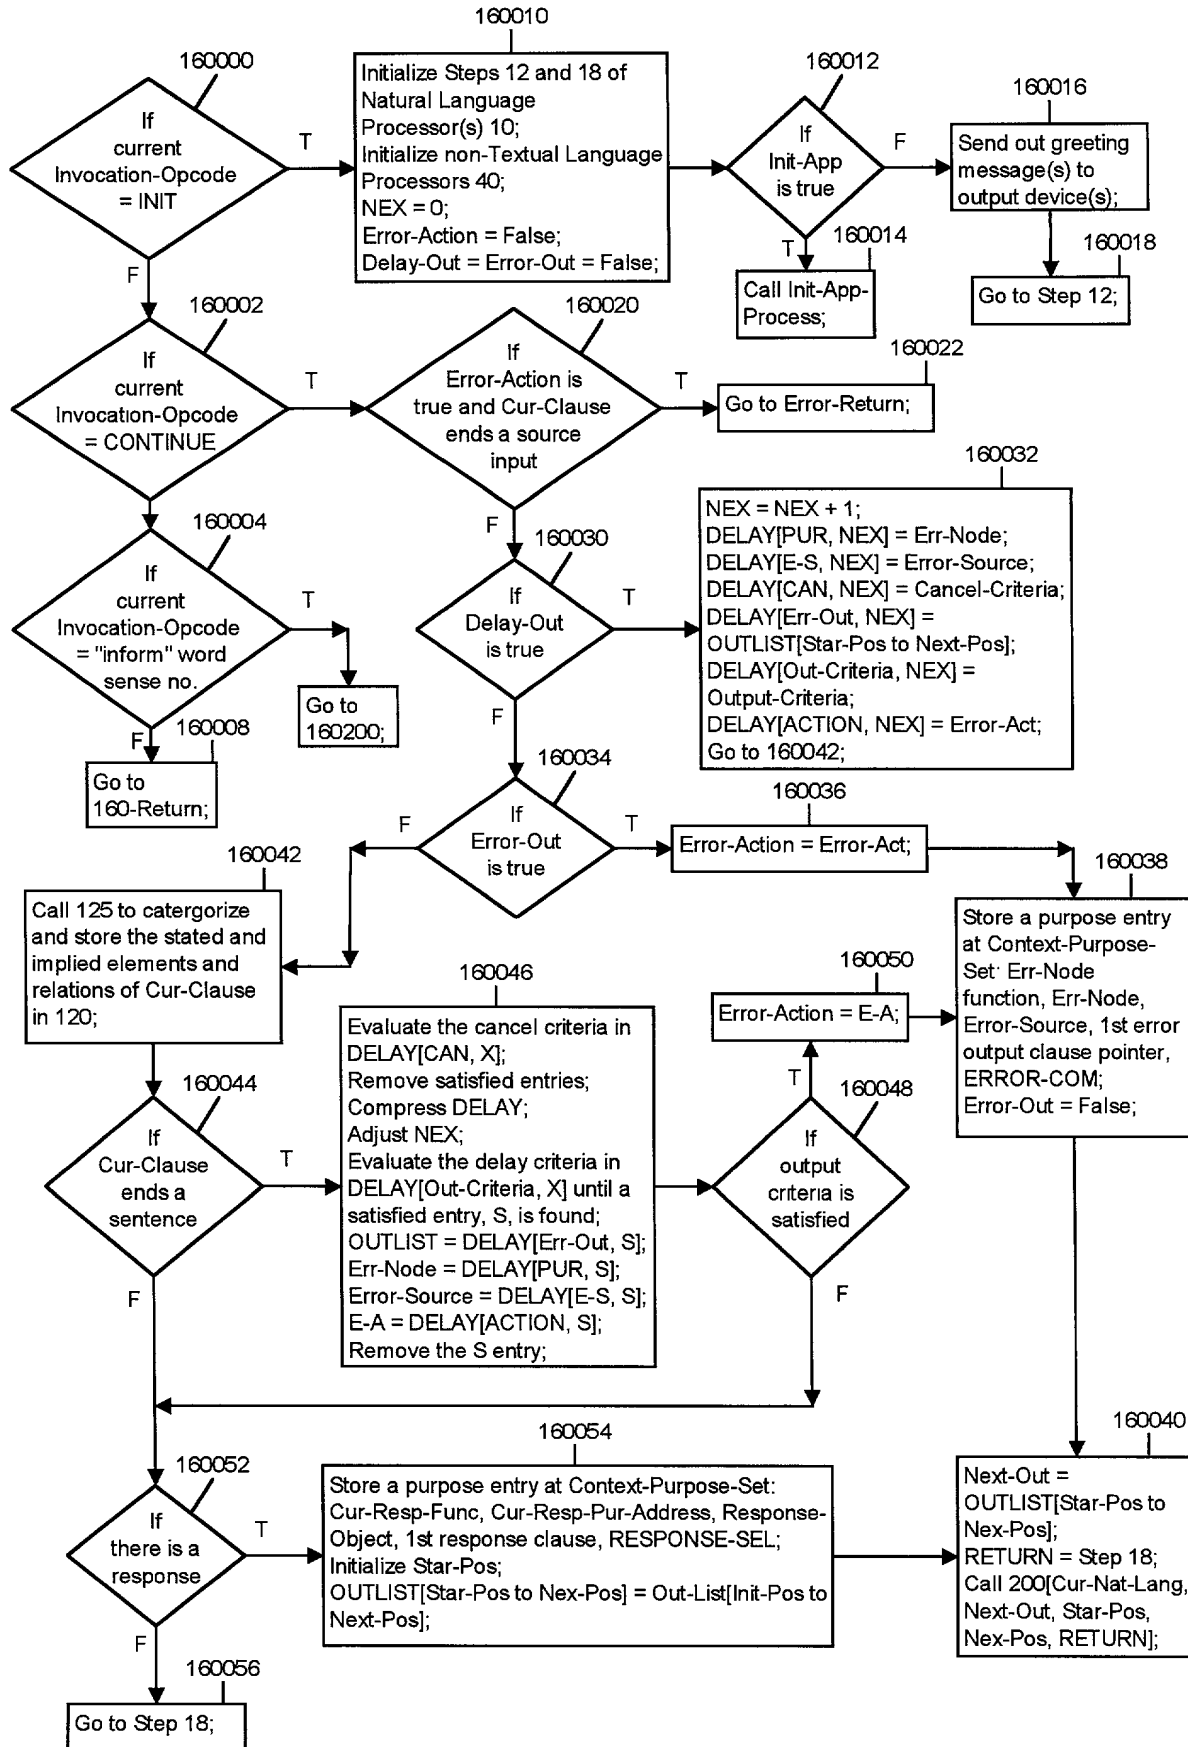 160000
If
current
Invocation-Opcode
= INIT
T
F
160010
Initialize Steps 12 and 18 of
Natural Language
Processor(s) 10;
Initialize non-Textual Language
Processors 40;
NEX = 0;
Error-Action = False;
Delay-Out = Error-Out = False;
160012
If
Init-App
is true
F
T
160014
Call Init-App-
Process;
160016
Send out greeting
message(s) to
output device(s);
160018
Go to Step 12;
160002
If
current
Invocation-Opcode
= CONTINUE
T
F
160020
If
Error-Action is
true and Cur-Clause
ends a source
input
T
F
160022
Go to Error-Return;
160004
If
current
Invocation-Opcode
= "inform" word
sense no.
T
F
Go to
160200;
160008
Go to
160-Return;
160030
If
Delay-Out
is true
T
F
160032
NEX = NEX + 1;
DELAY[PUR, NEX] = Err-Node;
DELAY[E-S, NEX] = Error-Source;
DELAY[CAN, NEX] = Cancel-Criteria;
DELAY[Err-Out, NEX] =
OUTLIST[Star-Pos to Next-Pos];
DELAY[Out-Criteria, NEX] =
Output-Criteria;
DELAY[ACTION, NEX] = Error-Act;
Go to 160042;
160034
If
Error-Out
is true
F
T
160036
Error-Action = Error-Act;
160038
Store a purpose entry
at Context-Purpose-
Set: Err-Node
function, Err-Node,
Error-Source, 1st error
output clause pointer,
ERROR-COM;
Error-Out = False;
160042
Call 125 to catergorize
and store the stated and
implied elements and
relations of Cur-Clause
in 120;
160044
If
Cur-Clause
ends a
sentence
T
F
160046
Evaluate the cancel criteria in
DELAY[CAN, X];
Remove satisfied entries;
Compress DELAY;
Adjust NEX;
Evaluate the delay criteria in
DELAY[Out-Criteria, X] until a
satisfied entry, S, is found;
OUTLIST = DELAY[Err-Out, S];
Err-Node = DELAY[PUR, S];
Error-Source = DELAY[E-S, S];
E-A = DELAY[ACTION, S];
Remove the S entry;
160050
Error-Action = E-A;
T
160048
If
output
criteria is
satisfied
F
160052
If
there is a
response
T
F
160054
Store a purpose entry at Context-Purpose-Set:
Cur-Resp-Func, Cur-Resp-Pur-Address, Response-
Object, 1st response clause, RESPONSE-SEL;
Initialize Star-Pos;
OUTLIST[Star-Pos to Nex-Pos] = Out-List[Init-Pos to
Next-Pos];
160040
Next-Out =
OUTLIST[Star-Pos to
Nex-Pos];
RETURN = Step 18;
Call 200[Cur-Nat-Lang,
Next-Out, Star-Pos,
Nex-Pos, RETURN];
160056
Go to Step 18;